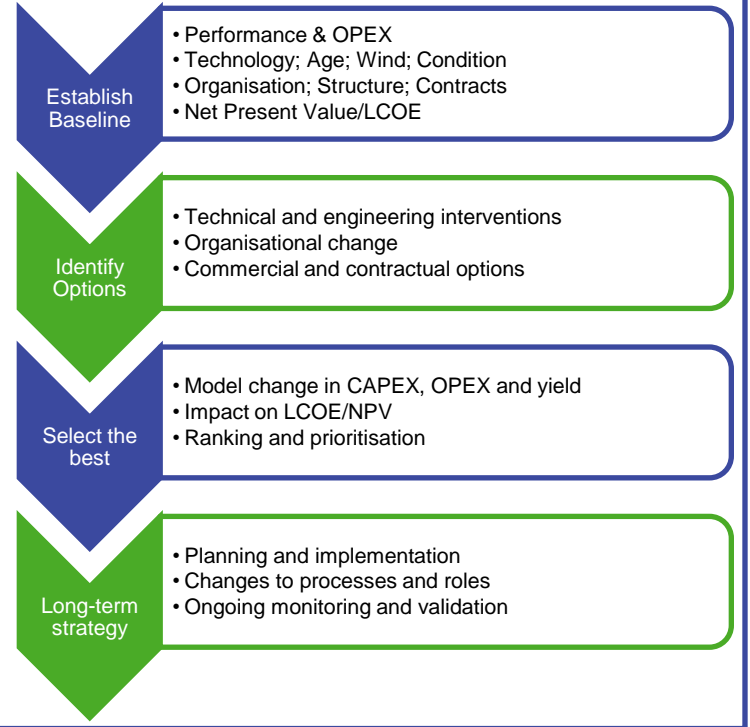 Establish
Baseline
• Performance & OPEX
• Technology; Age; Wind; Condition
• Organisation; Structure; Contracts
• Net Present Value/LCOE
Identify
Options
• Technical and engineering interventions
• Organisational change
• Commercial and contractual options
Select the
best
• Model change in CAPEX, OPEX and yield
• Impact on LCOE/NPV
• Ranking and prioritisation
Long-term
strategy
• Planning and implementation
• Changes to processes and roles
• Ongoing monitoring and validation